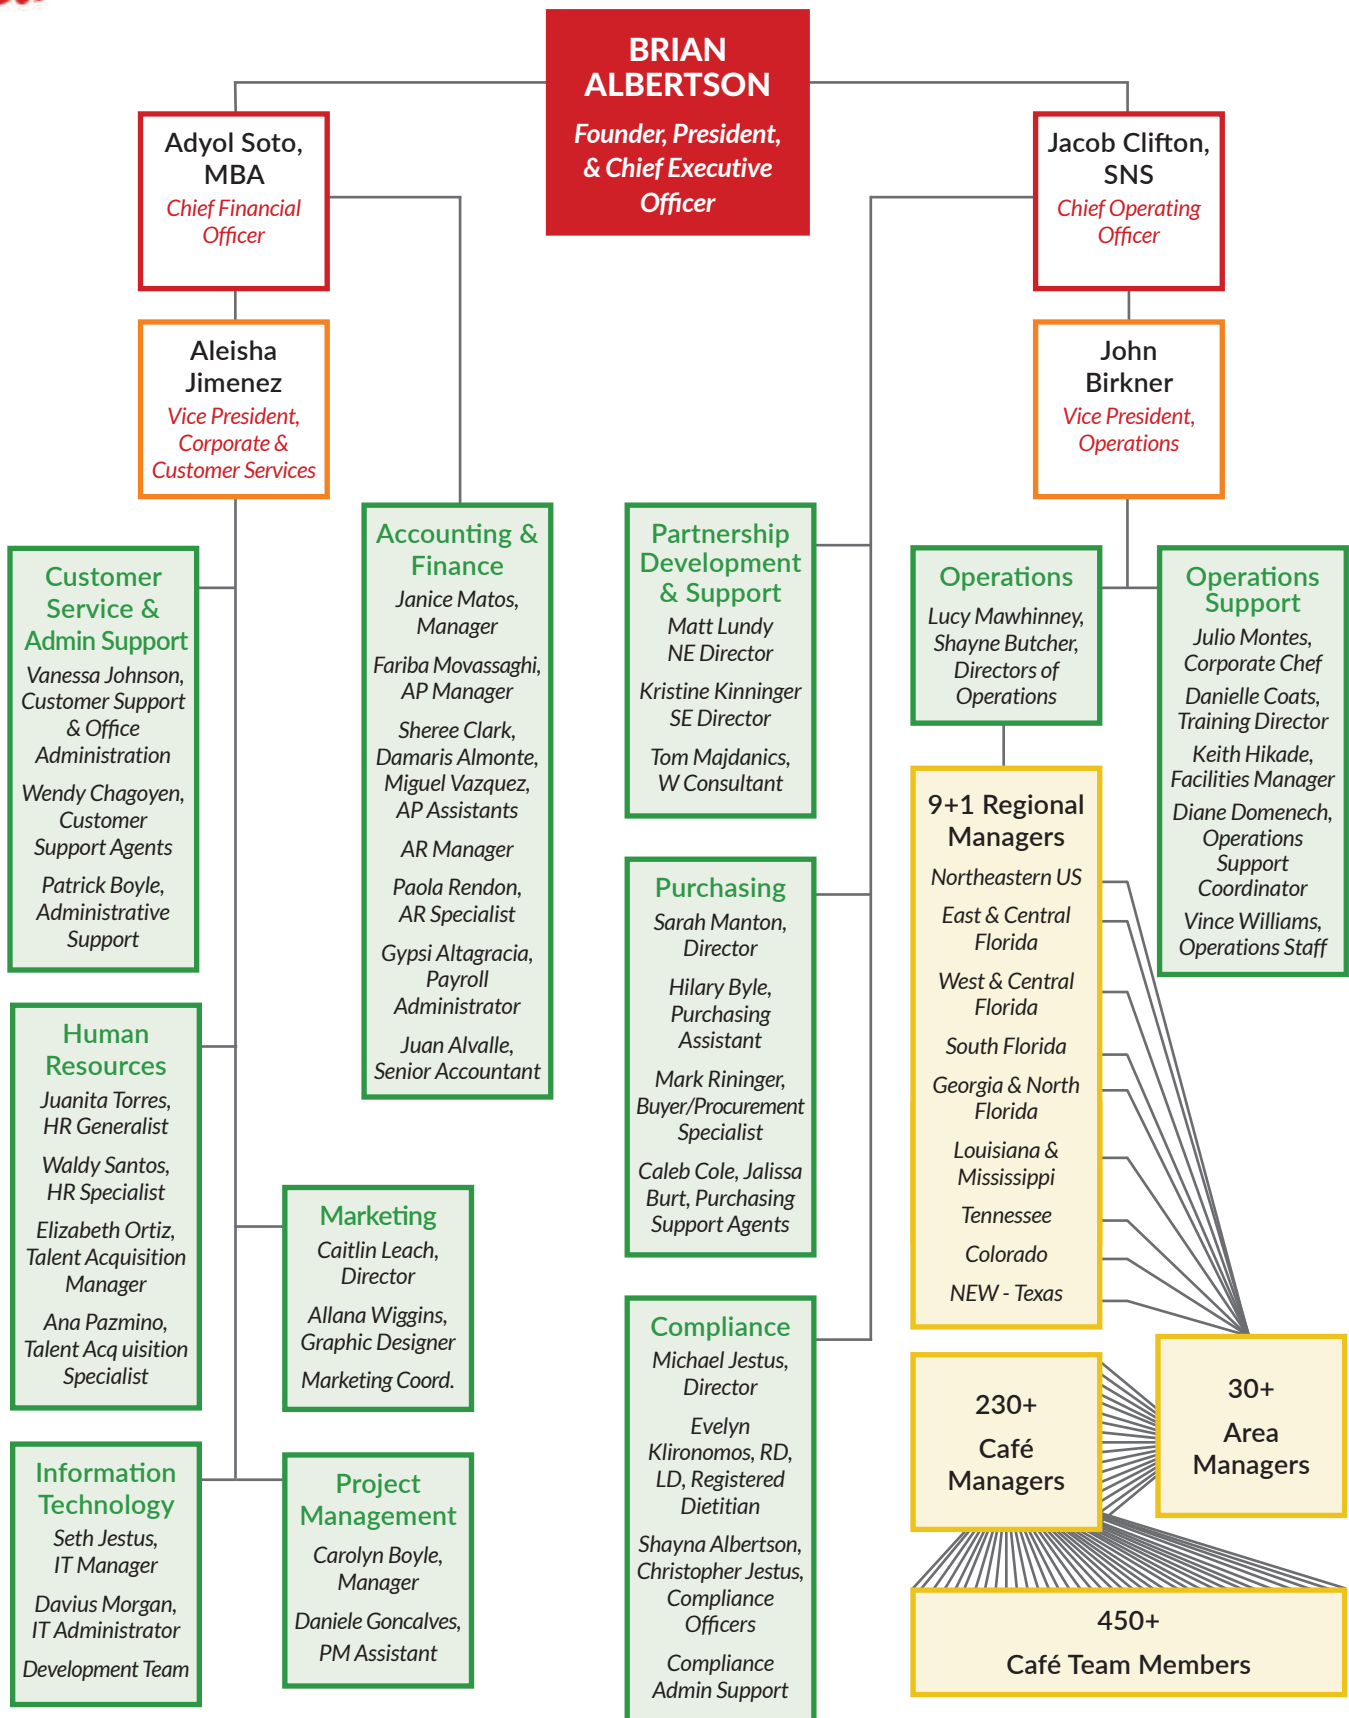 BRIAN
ALBERTSON
Founder, President,
& Chief Executive
Officer
Adyol Soto,
MBA
Chief Financial
Officer
Jacob Clifton,
SNS
Chief Operating
Officer
Aleisha
Jimenez
Vice President,
Corporate &
Customer Services
John
Birkner
Vice President,
Operations
Customer
Service &
Admin Support
Vanessa Johnson,
Customer Support
& Office
Administration
Wendy Chagoyen,
Customer
Support Agents
Patrick Boyle,
Administrative
Support
Accounting &
Finance
Janice Matos,
Manager
Fariba Movassaghi,
AP Manager
Sheree Clark,
Damaris Almonte,
Miguel Vazquez,
AP Assistants
AR Manager
Paola Rendon,
AR Specialist
Gypsi Altagracia,
Payroll
Administrator
Juan Alvalle,
Senior Accountant
Human
Resources
Juanita Torres,
HR Generalist
Waldy Santos,
HR Specialist
Elizabeth Ortiz,
Talent Acquisition
Manager
Ana Pazmino,
Talent Acq uisition
Specialist
Marketing
Caitlin Leach,
Director
Allana Wiggins,
Graphic Designer
Marketing Coord.
Information
Technology
Seth Jestus,
IT Manager
Davius Morgan,
IT Administrator
Development Team
Project
Management
Carolyn Boyle,
Manager
Daniele Goncalves,
PM Assistant
Partnership
Development
& Support
Matt Lundy
NE Director
Kristine Kinninger
SE Director
Tom Majdanics,
W Consultant
Purchasing
Sarah Manton,
Director
Hilary Byle,
Purchasing
Assistant
Mark Rininger,
Buyer/Procurement
Specialist
Caleb Cole, Jalissa
Burt, Purchasing
Support Agents
Compliance
Michael Jestus,
Director
Evelyn
Klironomos, RD,
LD, Registered
Dietitian
Shayna Albertson,
Christopher Jestus,
Compliance
Officers
Compliance
Admin Support
Operations
Lucy Mawhinney,
Shayne Butcher,
Directors of
Operations
Operations
Support
Julio Montes,
Corporate Chef
Danielle Coats,
Training Director
Keith Hikade,
Facilities Manager
Diane Domenech,
Operations
Support
Coordinator
Vince Williams,
Operations Staff
9+1 Regional
Managers
Northeastern US
East & Central
Florida
West & Central
Florida
South Florida
Georgia & North
Florida
Louisiana &
Mississippi
Tennessee
Colorado
NEW - Texas
30+
Area
Managers
230+
Café
Managers
450+
Café Team Members